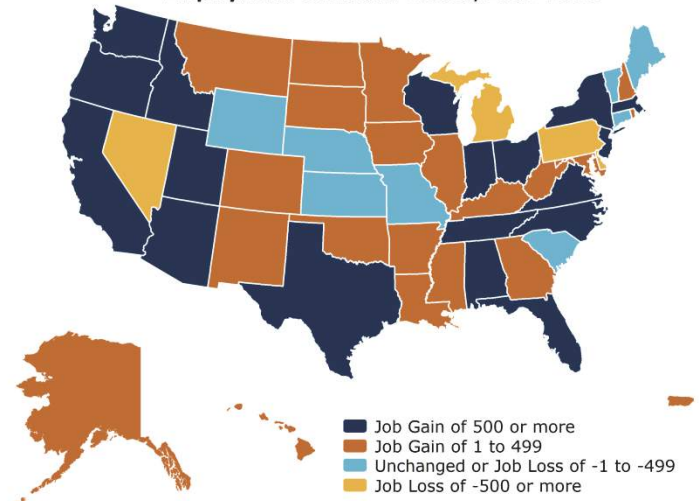 Job Gain of 500 or more
Job Gain of 1 to 499
Unchanged or Job Loss of -1 to -499
Job Loss of -500 or more